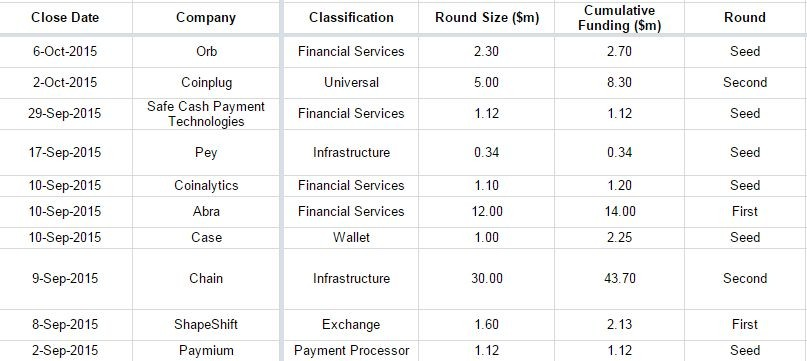 Close Date Company Classification Round Size ($m) Cumulative Funding ($m) Round
6-Oct-2015 Orb Financial Services 2.30 2.70 Seed
2-Oct-2015 Coinplug Universal 5.00 8.30 Second
29-Sep-2015 Safe Cash Payment Technologies Financial Services 1.12 1.12 Seed
17-Sep-2015 Pey Infrastructure 0.34 0.34 Seed
10-Sep-2015 Coinalytics Financial Services 1.10 1.20 Seed
10-Sep-2015 Abra Financial Services 12.00 14.00 First
10-Sep-2015 Case Wallet 1.00 2.25 Seed
9-Sep-2015 Chain Infrastructure 30.00 43.70 Second
8-Sep-2015 ShapeShift Exchange 1.60 2.13 First
2-Sep-2015 Paymium Payment Processor 1.12 1.12 Seed